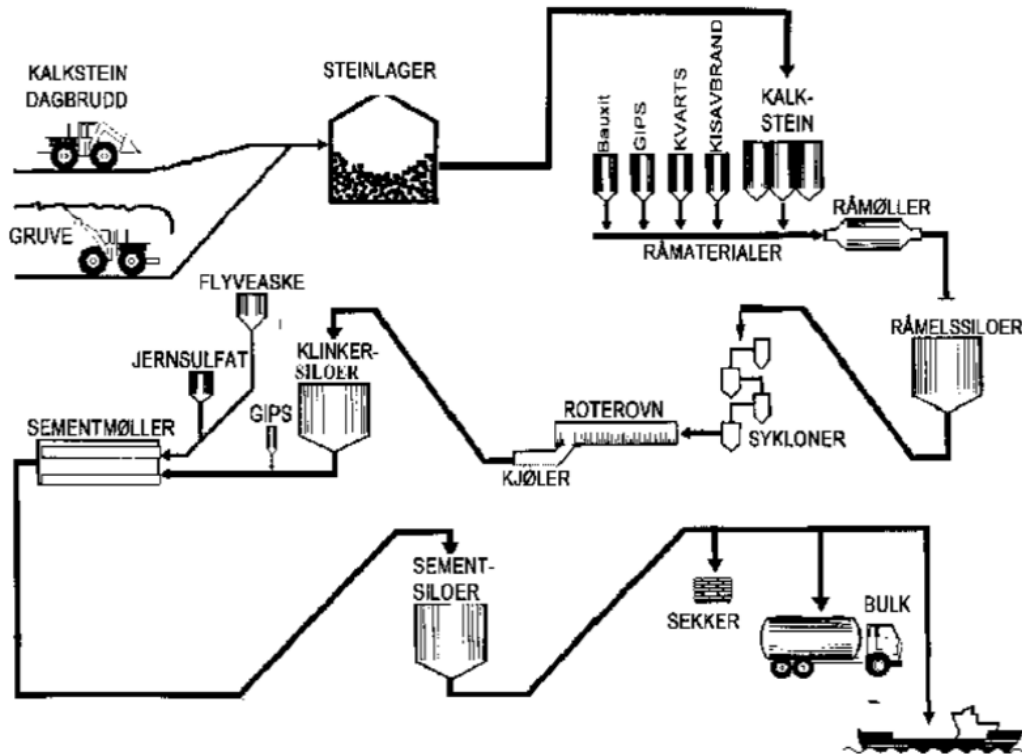 KALKSTEIN
DAGBRUDD
STEINLAGER
Bauxit
GIPS
KVARTS
KISAVBRAND
KALK-
STEIN
GRUVE
RÅMØLLER
RÅMATERIALER
FLYVEASKE
JERNSULFAT
KLINKER-
SILOER
RÅMELSSILOER
GIPS
SEMENTMØLLER
ROTEROVN
SYKLONER
KJØLER
SEMENT-
SILOER
SEKKER
BULK